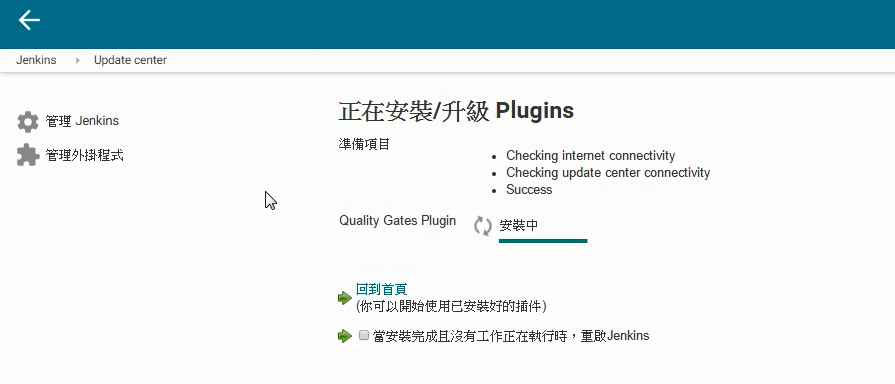 Jenkins
Update center
管理 Jenkins
管理外掛程式
正在安裝/升級 Plugins
準備項目
Checking internet connectivity
Checking update center connectivity
Success
Quality Gates Plugin
安裝中
回到首頁
(你可以開始使用已安裝好的插件)
當安裝完成且沒有工作正在執行時，重啟Jenkins